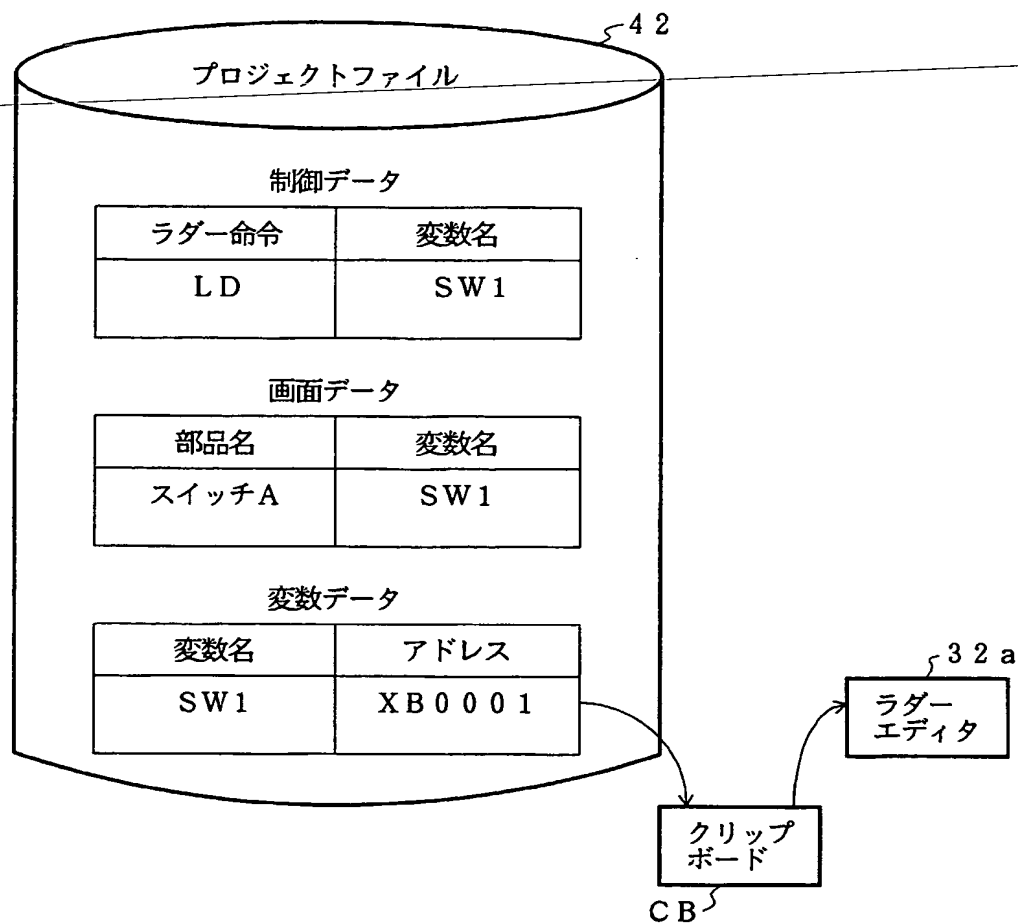 42
プロジェクトファイル
制御データ
ラダー命令 変数名
LD SW1
画面データ
部品名 変数名
スイッチA SW1
変数データ
変数名 アドレス
SW1 XB0001
32a
ラダー
エディタ
クリップ
ボード
CB